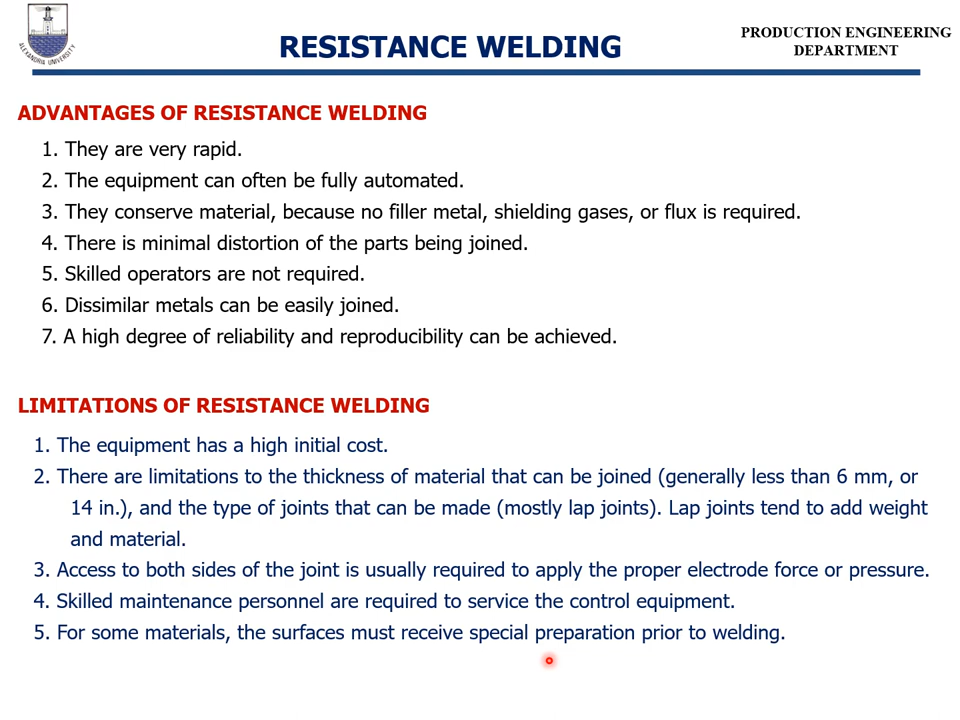 ALEXANDRIA UNIVERSITY
RESISTANCE WELDING
PRODUCTION ENGINEERING
DEPARTMENT
ADVANTAGES OF RESISTANCE WELDING
1. They are very rapid.
2. The equipment can often be fully automated.
3. They conserve material, because no filler metal, shielding gases, or flux is required.
4. There is minimal distortion of the parts being joined.
5. Skilled operators are not required.
6. Dissimilar metals can be easily joined.
7. A high degree of reliability and reproducibility can be achieved.
LIMITATIONS OF RESISTANCE WELDING
1. The equipment has a high initial cost.
2. There are limitations to the thickness of material that can be joined (generally less than 6 mm, or
14 in.), and the type of joints that can be made (mostly lap joints). Lap joints tend to add weight
and material.
3. Access to both sides of the joint is usually required to apply the proper electrode force or pressure.
4. Skilled maintenance personnel are required to service the control equipment.
5. For some materials, the surfaces must receive special preparation prior to welding.